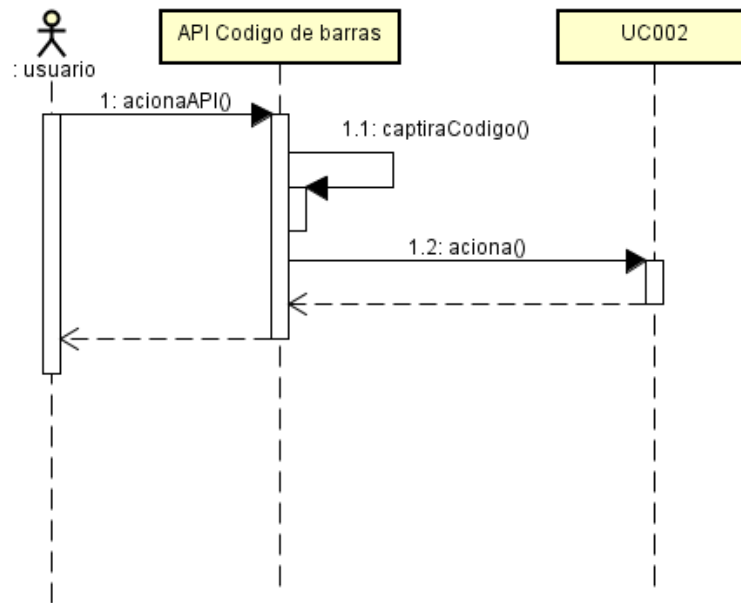 API Codigo de barras
UC002
: usuario
1: acionaAPI()
1.1: captiraCodigo()
1.2: aciona()